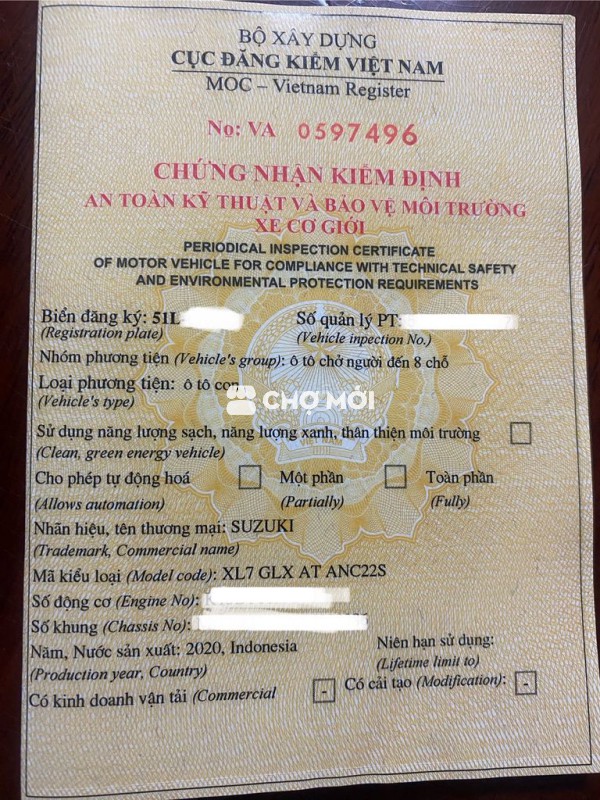 BỘ XÂY DỰNG
CỤC ĐĂNG KIỂM VIỆT NAM
MOC – Vietnam Register
No: VA 0597496
CHỨNG NHẬN KIỂM ĐỊNH
AN TOÀN KỸ THUẬT VÀ BẢO VỆ MÔI TRƯỜNG
XE CƠ GIỚI
PERIODICAL INSPECTION CERTIFICATE
OF MOTOR VEHICLE FOR COMPLIANCE WITH TECHNICAL SAFETY
AND ENVIRONMENTAL PROTECTION REQUIREMENTS
Biển đăng ký: 51L Số quản lý PT:
(Registration plate) (Vehicle inpection No.)
Nhóm phương tiện (Vehicle's group): ô tô chở người đến 8 chỗ
Loại phương tiện: ô tô con
(Vehicle's type)
CHỢ MỚI
Sử dụng năng lượng sạch, năng lượng xanh, thân thiện môi trường
(Clean, green energy vehicle)
Cho phép tự động hoá Một phần Toàn phần
(Allows automation) (Partially) (Fully)
Nhãn hiệu, tên thương mại: SUZUKI
(Trademark, Commercial name)
Mã kiểu loại (Model code): XL7 GLX AT ANC22S
Số động cơ (Engine No):
Số khung (Chassis No):
Năm, Nước sản xuất: 2020, Indonesia Niên hạn sử dụng:
(Production year, Country) (Lifetime limit to)
Có kinh doanh vận tải (Commercial - Có cải tạo (Modification): -